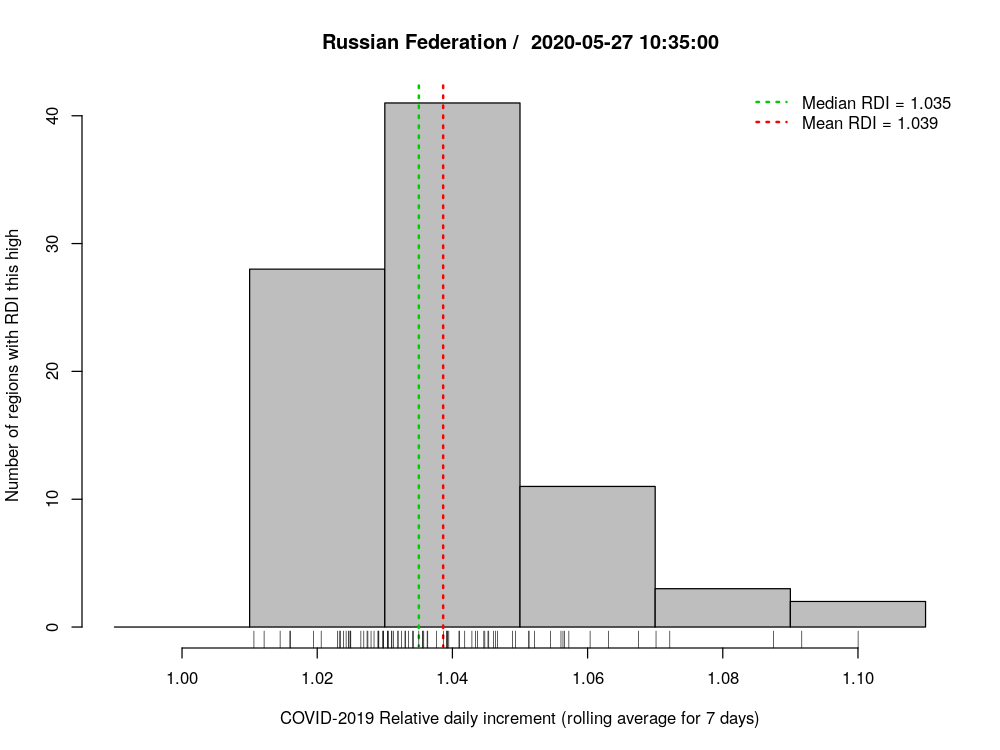 Russian Federation /  2020-05-27 10:35:00
Median RDI = 1.035
Mean RDI = 1.039
Number of regions with RDI this high
40
30
20
10
0
1.00 1.02 1.04 1.06 1.08 1.10
COVID-2019 Relative daily increment (rolling average for 7 days)